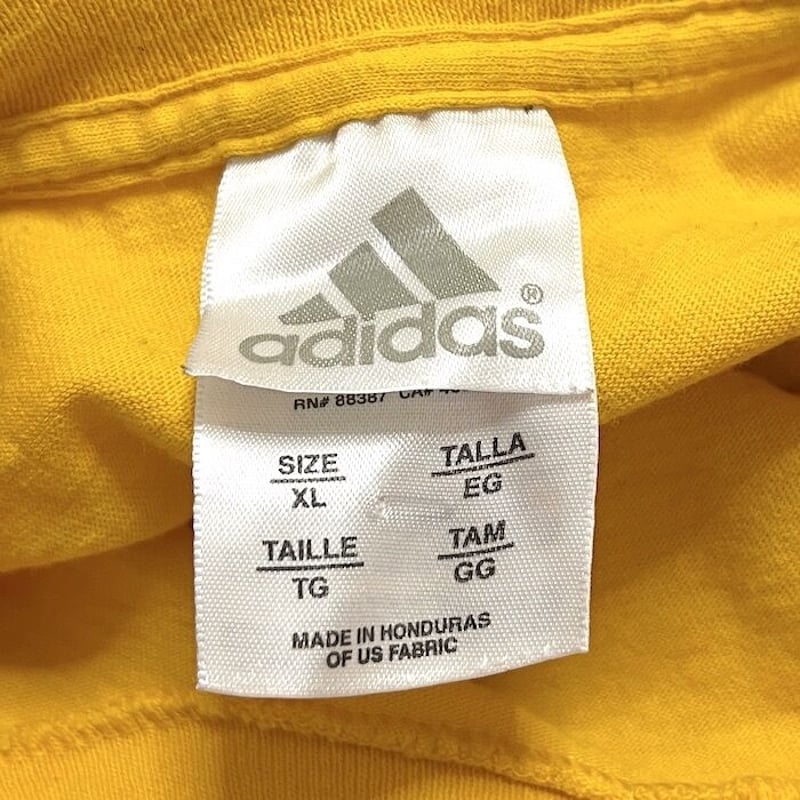 adidas®
RN# 88387 CA#
SIZE TALLA
XL EG
TAILLE TAM
TG GG
MADE IN HONDURAS
OF US FABRIC